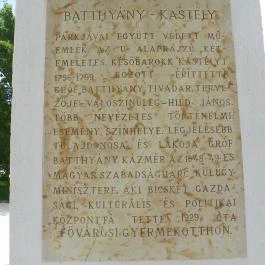 BATTHYÁNY - KASTÉLY
PARKJÁVAL EGYÜTT VÉDETT MŰ-
EMLÉK. AZ „U" ALAPRAJZÚ, KÉT-
EMELETES, KÉSŐBAROKK KASTÉLYT
1796-1799. KÖZÖTT ÉPÍTTETTE
GRÓF BATTHYÁNY TIVADAR. TERVE-
ZŐJE VALÓSZÍNŰLEG HILD JÁNOS.
TÖBB NEVEZETES TÖRTÉNELMI
ESEMÉNY SZÍNHELYE. LEGJELESEBB
TULAJDONOSA ÉS LAKÓJA GRÓF
BATTHYÁNY KÁZMÉR AZ 1848-49-ES
MAGYAR SZABADSÁGHARC KÜLÜGY-
MINISZTERE, AKI BICSKÉT GAZDA-
SÁGI, KULTURÁLIS ÉS POLITIKAI
KÖZPONTTÁ TETTE. 1929. ÓTA
FŐVÁROSI GYERMEKOTTHON.